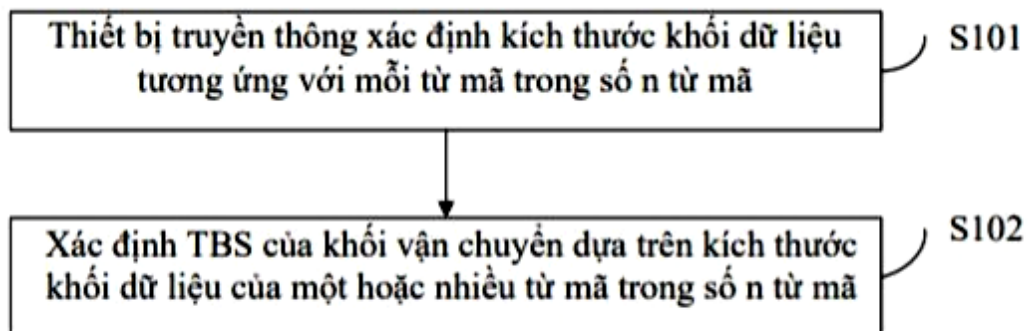 Thiết bị truyền thông xác định kích thước khối dữ liệu
tương ứng với mỗi từ mã trong số n từ mã
S101
Xác định TBS của khối vận chuyển dựa trên kích thước
khối dữ liệu của một hoặc nhiều từ mã trong số n từ mã
S102